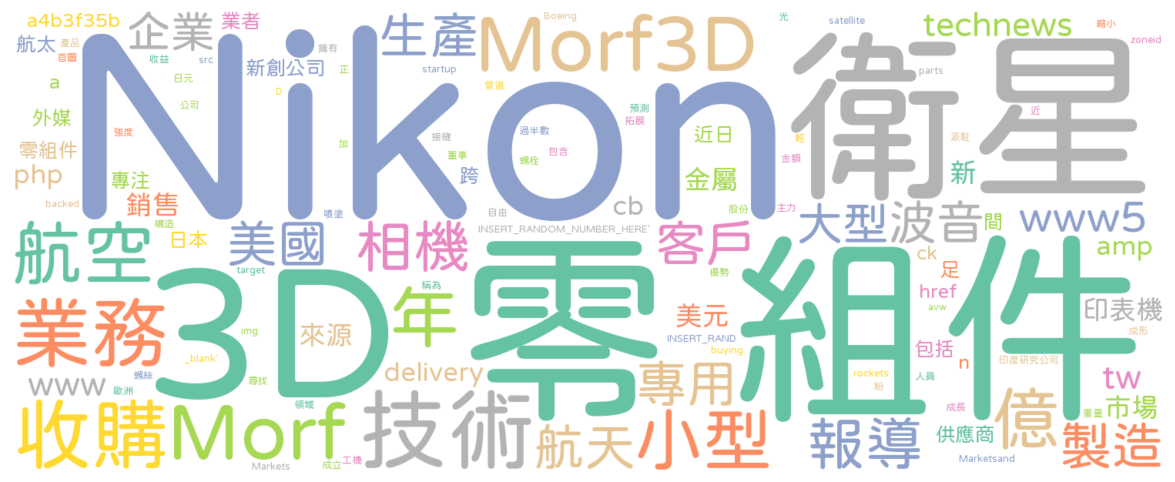 a4b3f35b
企業
業者
生產
Morf3D
Boeing
光
satellite
technews
縮小
zoneid
航太
產品
首圖
收益
src
擁有
新創公司
正
startup
管道
Nikon
衛星
parts
a
日元
D
公司
預測
拓展
近
外媒
強度
加
接縫
過半數
近日
輕
派駐
零組件
董事
螺栓
包含
金額
php
專注
跨
金屬
新
backed
銷售
噴塗
自由
cb
股份
主力
大型
波音
間
www5
構造
航空
日本
美國
相機
INSERT_RANDOM_NUMBER_HERE`
客戶
amp
target
優勢
ck
足
3D
零組件
稱為
href
業務
年
美元
avw
印表機
img
來源
INSERT_RAND
成形
_blank`
buying
包括
n
印度研究公司
www
螺絲
歐洲
尋找
delivery
專用
rockets
粉
人員
tw
收購
Morf
領域
技術
小型
成長
億
重量
市場
航天
報導
供應商
製造
Markets
成立
工機
Marketsand